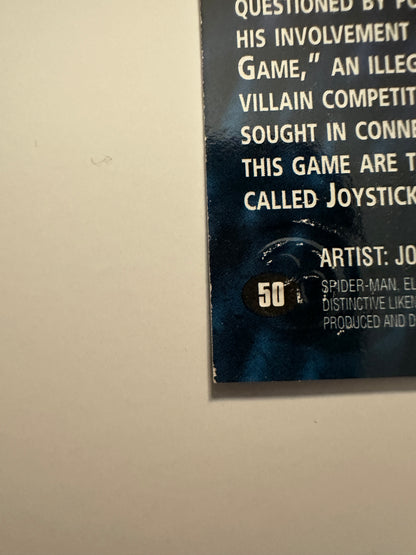 QUESTIONED BY PO
HIS INVOLVEMENT
GAME," AN ILLEG
VILLAIN COMPETIT
SOUGHT IN CONNE
THIS GAME ARE T
CALLED JOYSTICK
ARTIST: JO
50
SPIDER-MAN, EL
DISTINCTIVE LIKEN
PRODUCED AND D